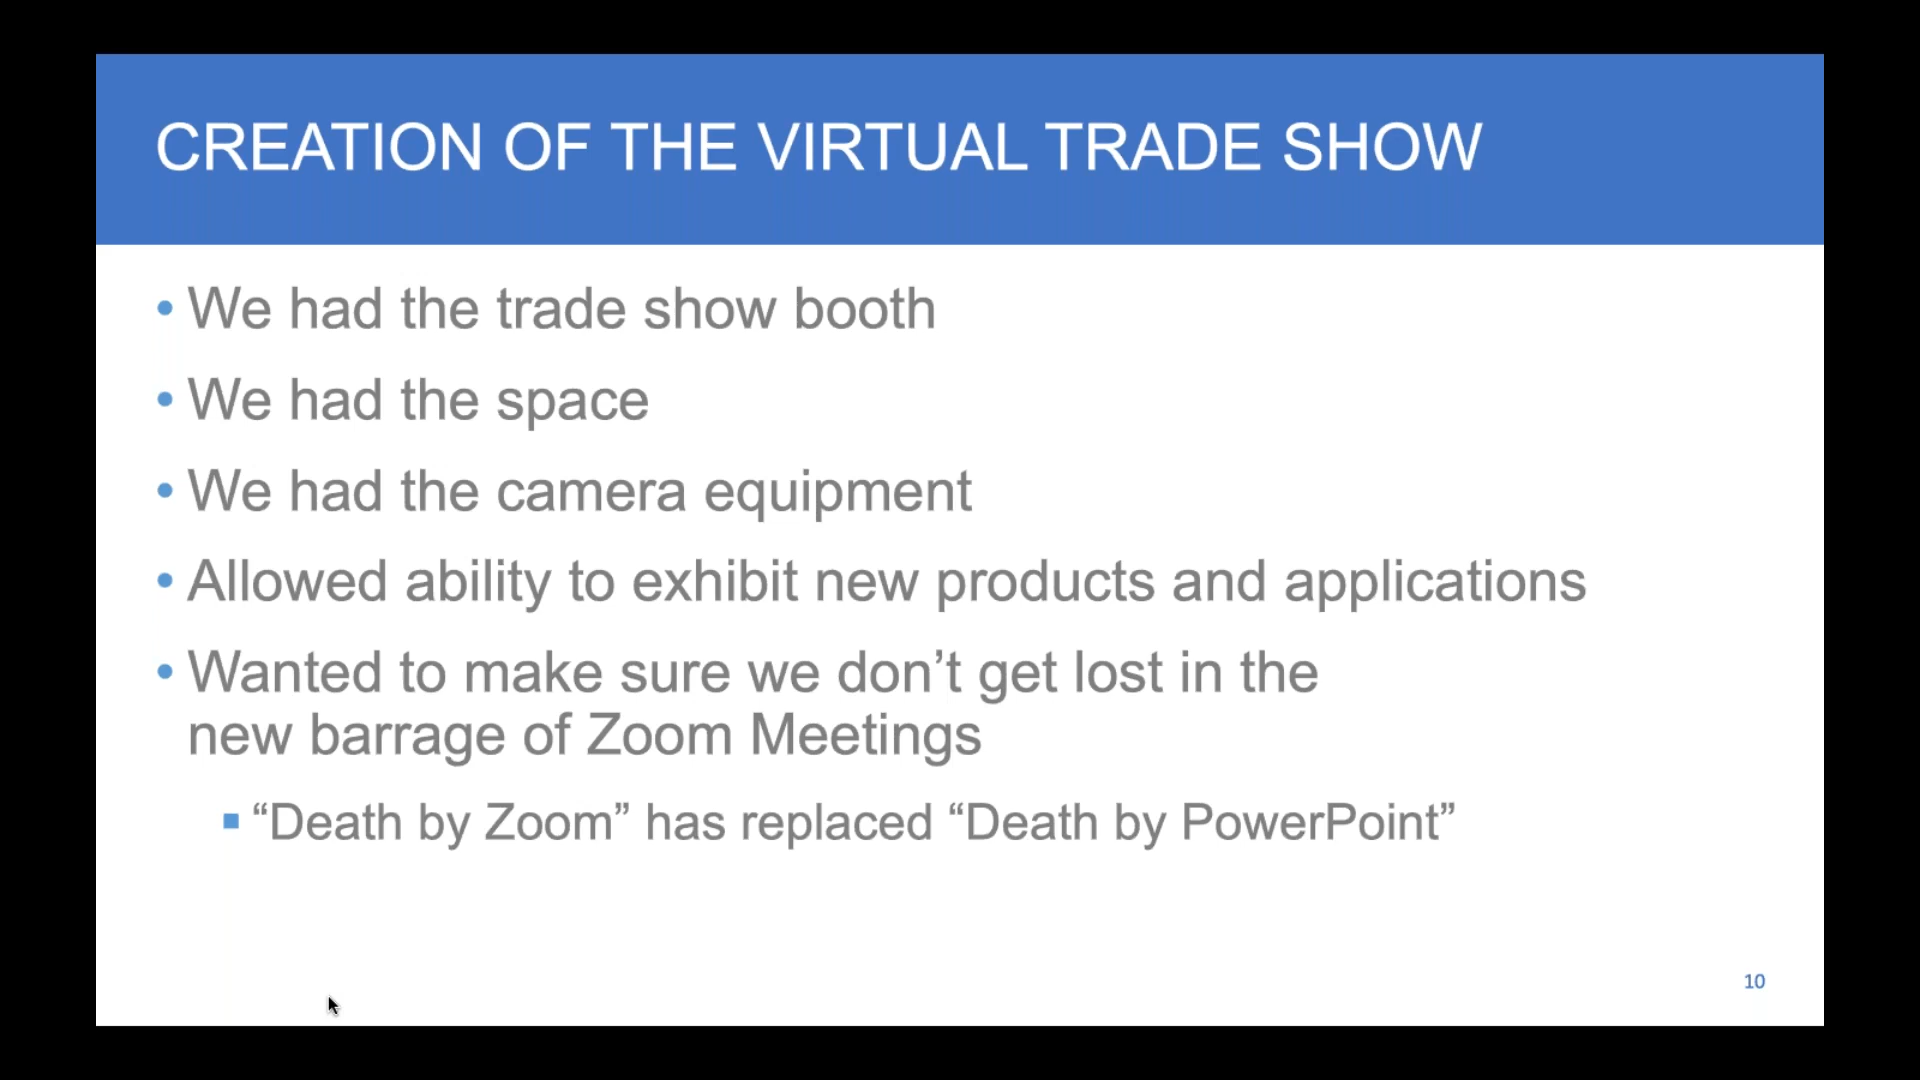 CREATION OF THE VIRTUAL TRADE SHOW
• We had the trade show booth
• We had the space
• We had the camera equipment
• Allowed ability to exhibit new products and applications
• Wanted to make sure we don’t get lost in the
new barrage of Zoom Meetings
▪ “Death by Zoom” has replaced “Death by PowerPoint”
10